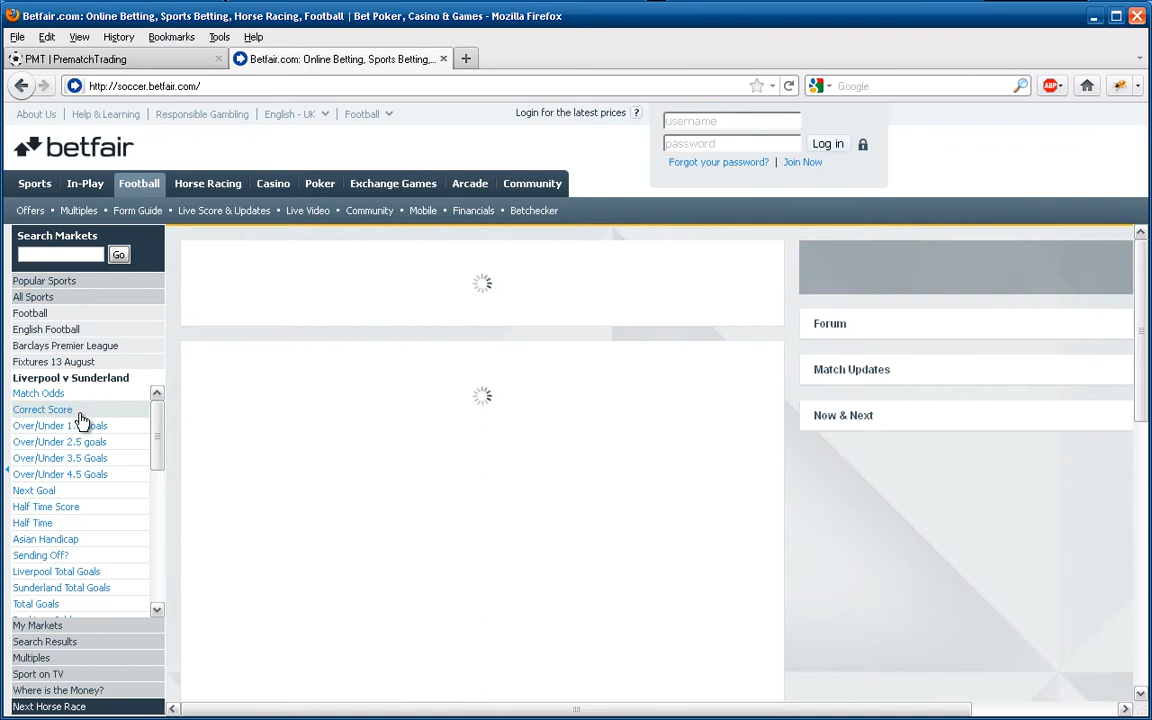 Betfair.com: Online Betting, Sports Betting, Horse Racing, Football | Bet Poker, Casino & Games - Mozilla Firefox
File Edit View History Bookmarks Tools Help
PMT | PrematchTrading
Betfair.com: Online Betting, Sports Betting,...
http://soccer.betfair.com/
Google
ABP
About Us Help & Learning Responsible Gambling English - UK Football
Login for the latest prices ?
username
password
Log in
Forgot your password? | Join Now
betfair
Sports In-Play Football Horse Racing Casino Poker Exchange Games Arcade Community
Offers Multiples Form Guide Live Score & Updates Live Video Community Mobile Financials Betchecker
Search Markets
Go
Popular Sports
All Sports
Football
English Football
Barclays Premier League
Fixtures 13 August
Liverpool v Sunderland
Match Odds
Correct Score
Over/Under
Over/Under 2.5 goals
Over/Under 3.5 Goals
Over/Under 4.5 Goals
Next Goal
Half Time Score
Half Time
Asian Handicap
Sending Off?
Liverpool Total Goals
Sunderland Total Goals
Total Goals
My Markets
Search Results
Multiples
Sport on TV
Where is the Money?
Next Horse Race
Forum
Match Updates
Now & Next